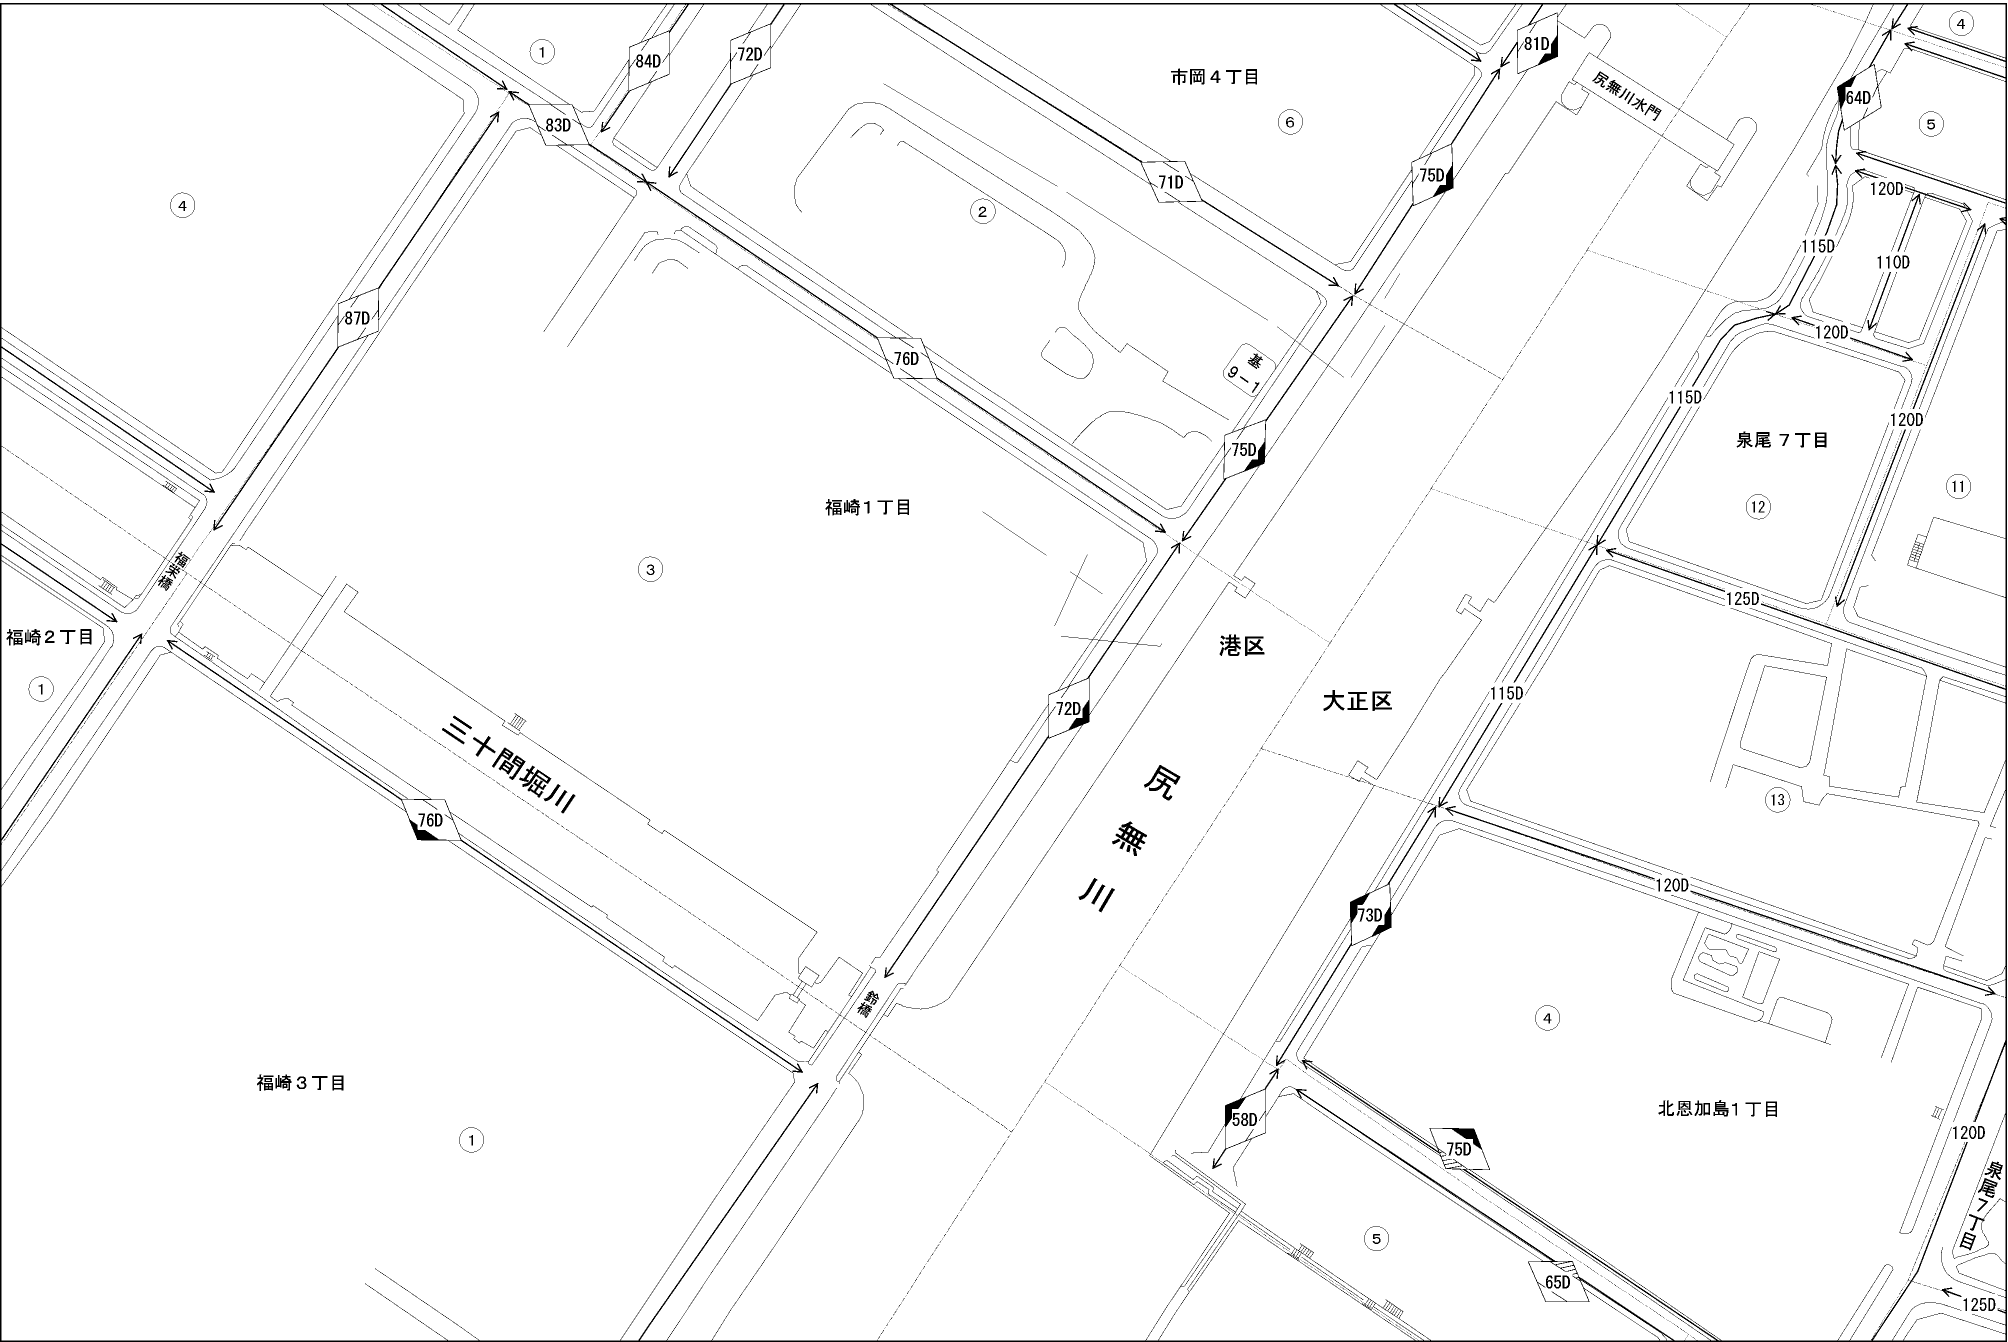 4
1
84D
72D
81D
市岡4丁目
尻無川水門
64D
83D
6
5
71D
75D
120D
4
2
115D
110D
87D
76D
基
9-1
120D
115D
120D
75D
泉尾7丁目
11
福崎1丁目
12
福栄橋
3
125D
福崎2丁目
港区
1
大正区
115D
72D
三十間堀川
尻無川
13
76D
120D
73D
鈴橋
4
福崎3丁目
北恩加島1丁目
58D
1
75D
120D
泉尾7丁目
5
65D
125D